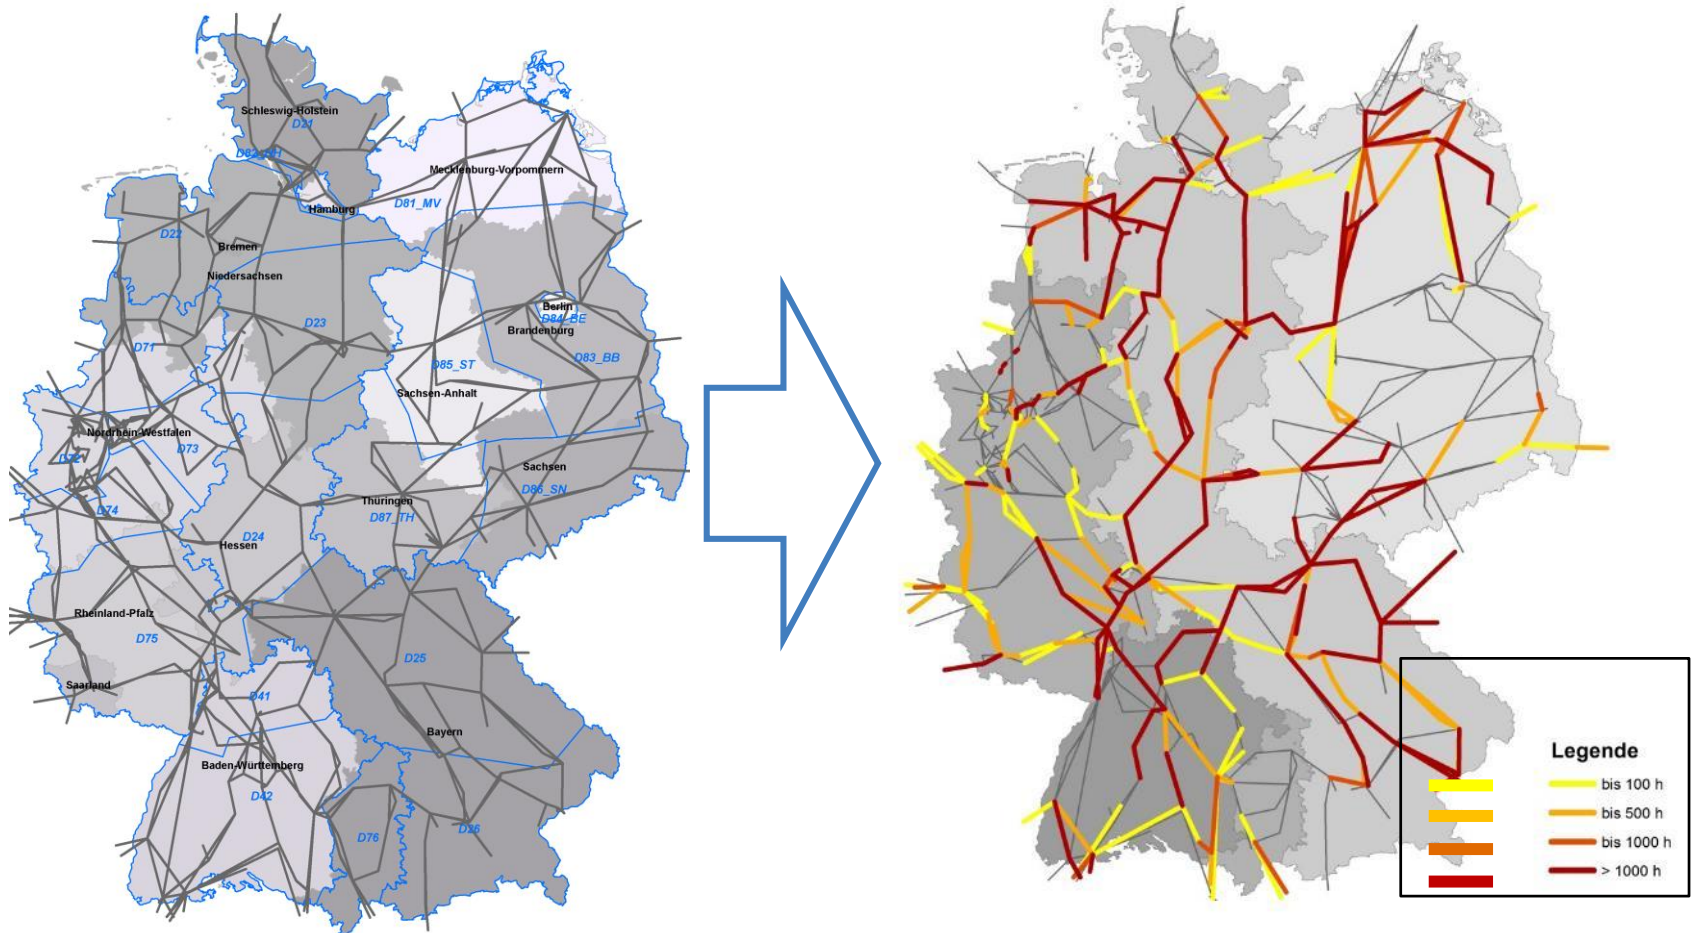 Schleswig-Holstein
D21
Mecklenburg-Vorpommern
D81_MV
Hamburg
D22
Bremen
Niedersachsen
Berlin
D84_BE
Brandenburg
D23
D71
D83_BB
D85_ST
Sachsen-Anhalt
Nordrhein-Westfalen
D73
D72
Sachsen
D86_SN
Thüringen
D87_TH
D74
D24
Hessen
Rheinland-Pfalz
D75
D25
Saarland
D41
Bayern
Baden-Württemberg
D42
D76
D26
Legende
bis 100 h
bis 500 h
bis 1000 h
> 1000 h